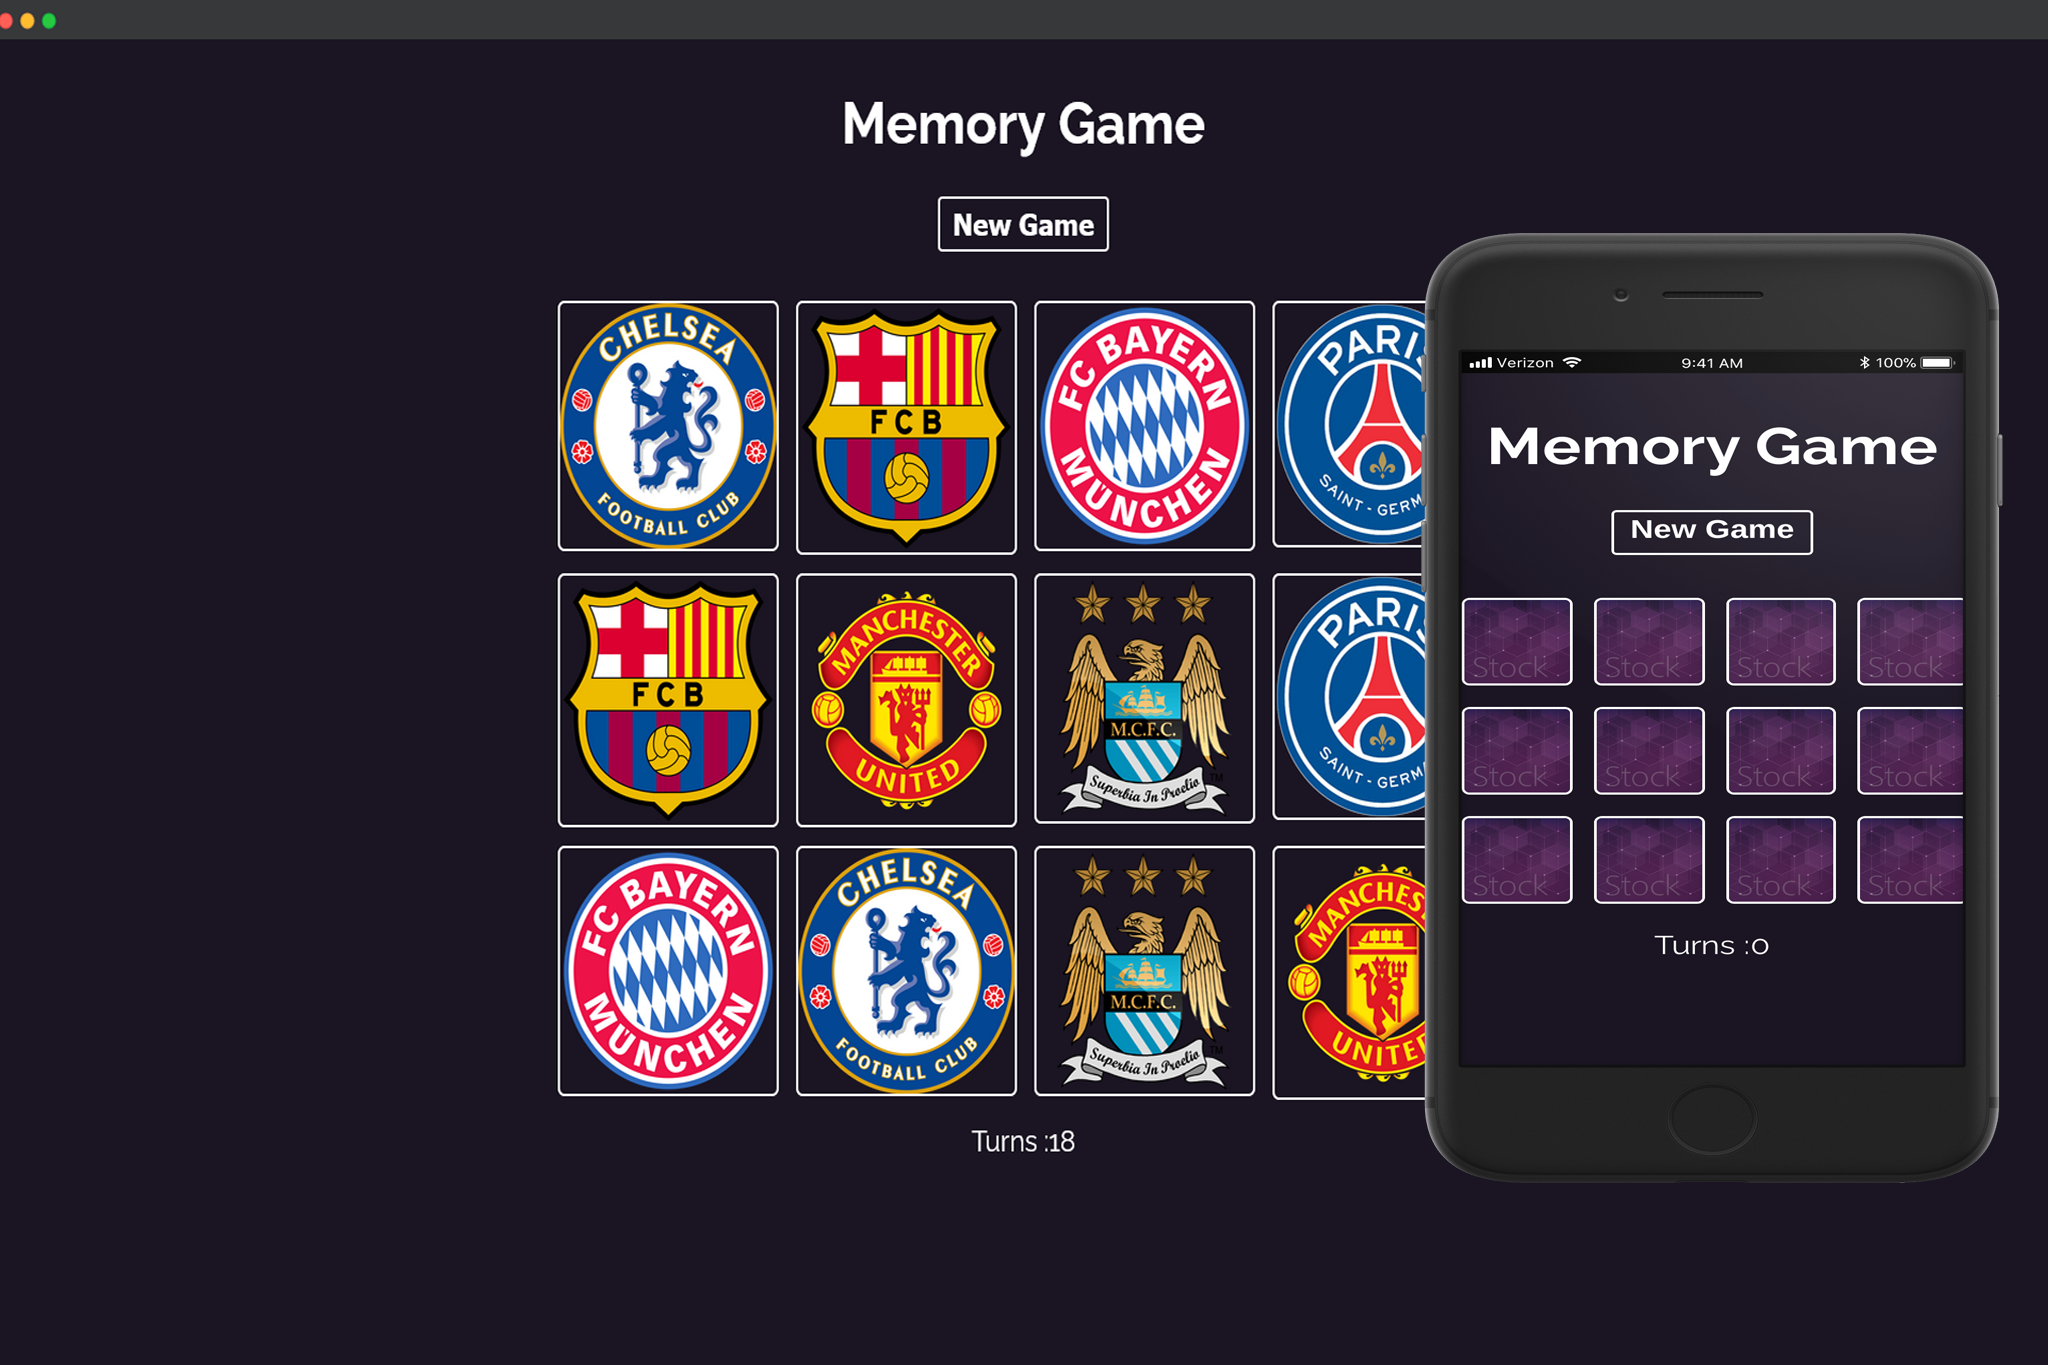 Memory Game
New Game
CHELSEA
FOOTBALL CLUB
FCB
FC BAYERN
MÜNCHEN
PARI
SAINT - GERM
FCB
MANCHESTER
UNITED
M.C.F.C.
Superbia In Proelio
TM
PARIS
SAINT - GERM
FC BAYERN
MÜNCHEN
CHELSEA
FOOTBALL CLUB
M.C.F.C.
Superbia In Proelio
TM
MANCHES
UNITE
Turns :18
Verizon 9:41 AM 100%
Memory Game
New Game
Stock Stock Stock Stock
Stock Stock Stock Stock
Stock Stock Stock Stock
Turns :0